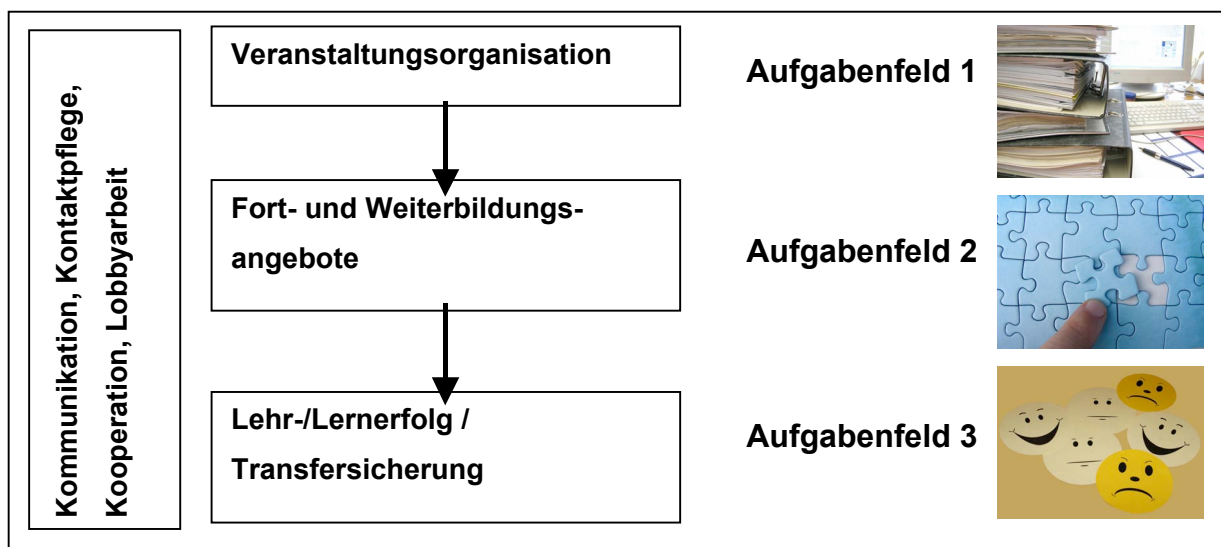 Kommunikation, Kontaktpflege,
Kooperation, Lobbyarbeit
Veranstaltungsorganisation
Aufgabenfeld 1
Fort- und Weiterbildungs-
angebote
Aufgabenfeld 2
Lehr-/Lernerfolg /
Transfersicherung
Aufgabenfeld 3